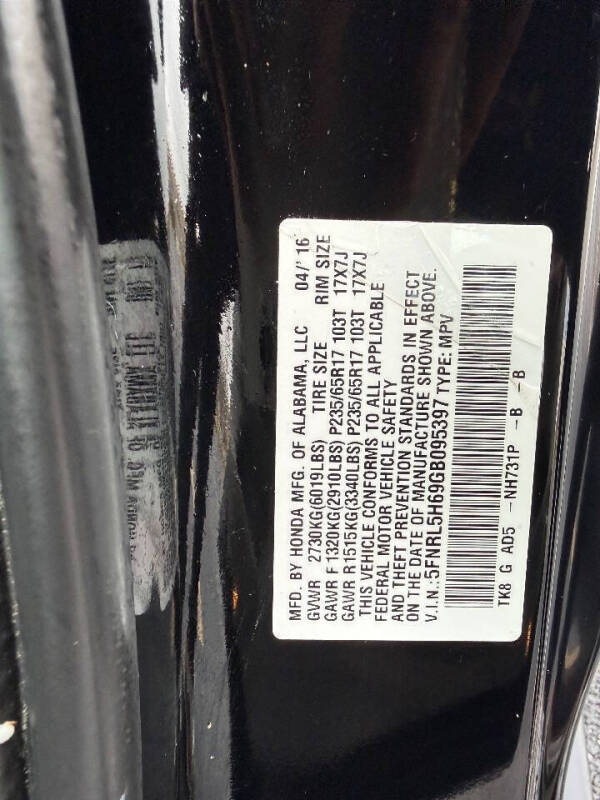 MFD. BY HONDA MFG. OF ALABAMA, LLC 04/'16
GVWR 2730KG(6019LBS) TIRE SIZE RIM SIZE
GAWR F 1320KG(2910LBS) P235/65R17 103T 17X7J
GAWR R1515KG(3340LBS) P235/65R17 103T 17X7J
THIS VEHICLE CONFORMS TO ALL APPLICABLE
FEDERAL MOTOR VEHICLE SAFETY
AND THEFT PREVENTION STANDARDS IN EFFECT
ON THE DATE OF MANUFACTURE SHOWN ABOVE.
V.I.N.:5FNRL5H69GB095397 TYPE: MPV
TK8 G AD5 -NH731P -B -B